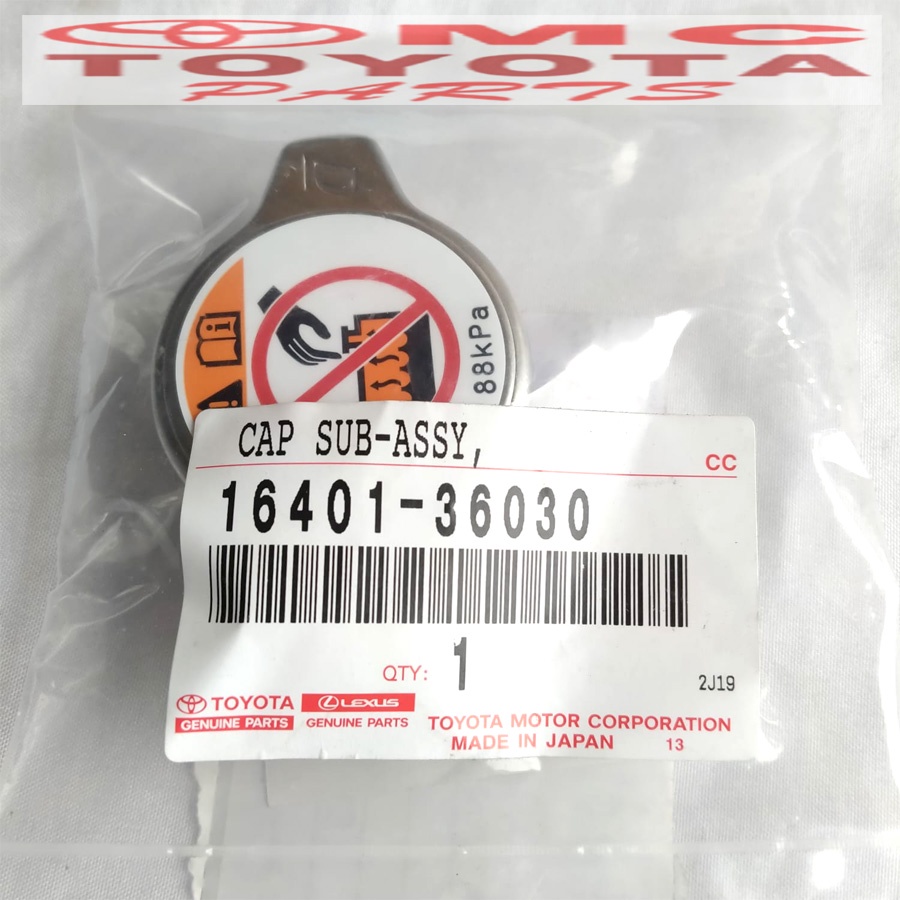 OMC
TOYOTA
PARTS
88kPa
CAP SUB-ASSY,
CC
16401-36030
QTY: 1
2J19
TOYOTA
GENUINE PARTS
LEXUS
GENUINE PARTS
TOYOTA MOTOR CORPORATION
MADE IN JAPAN 13